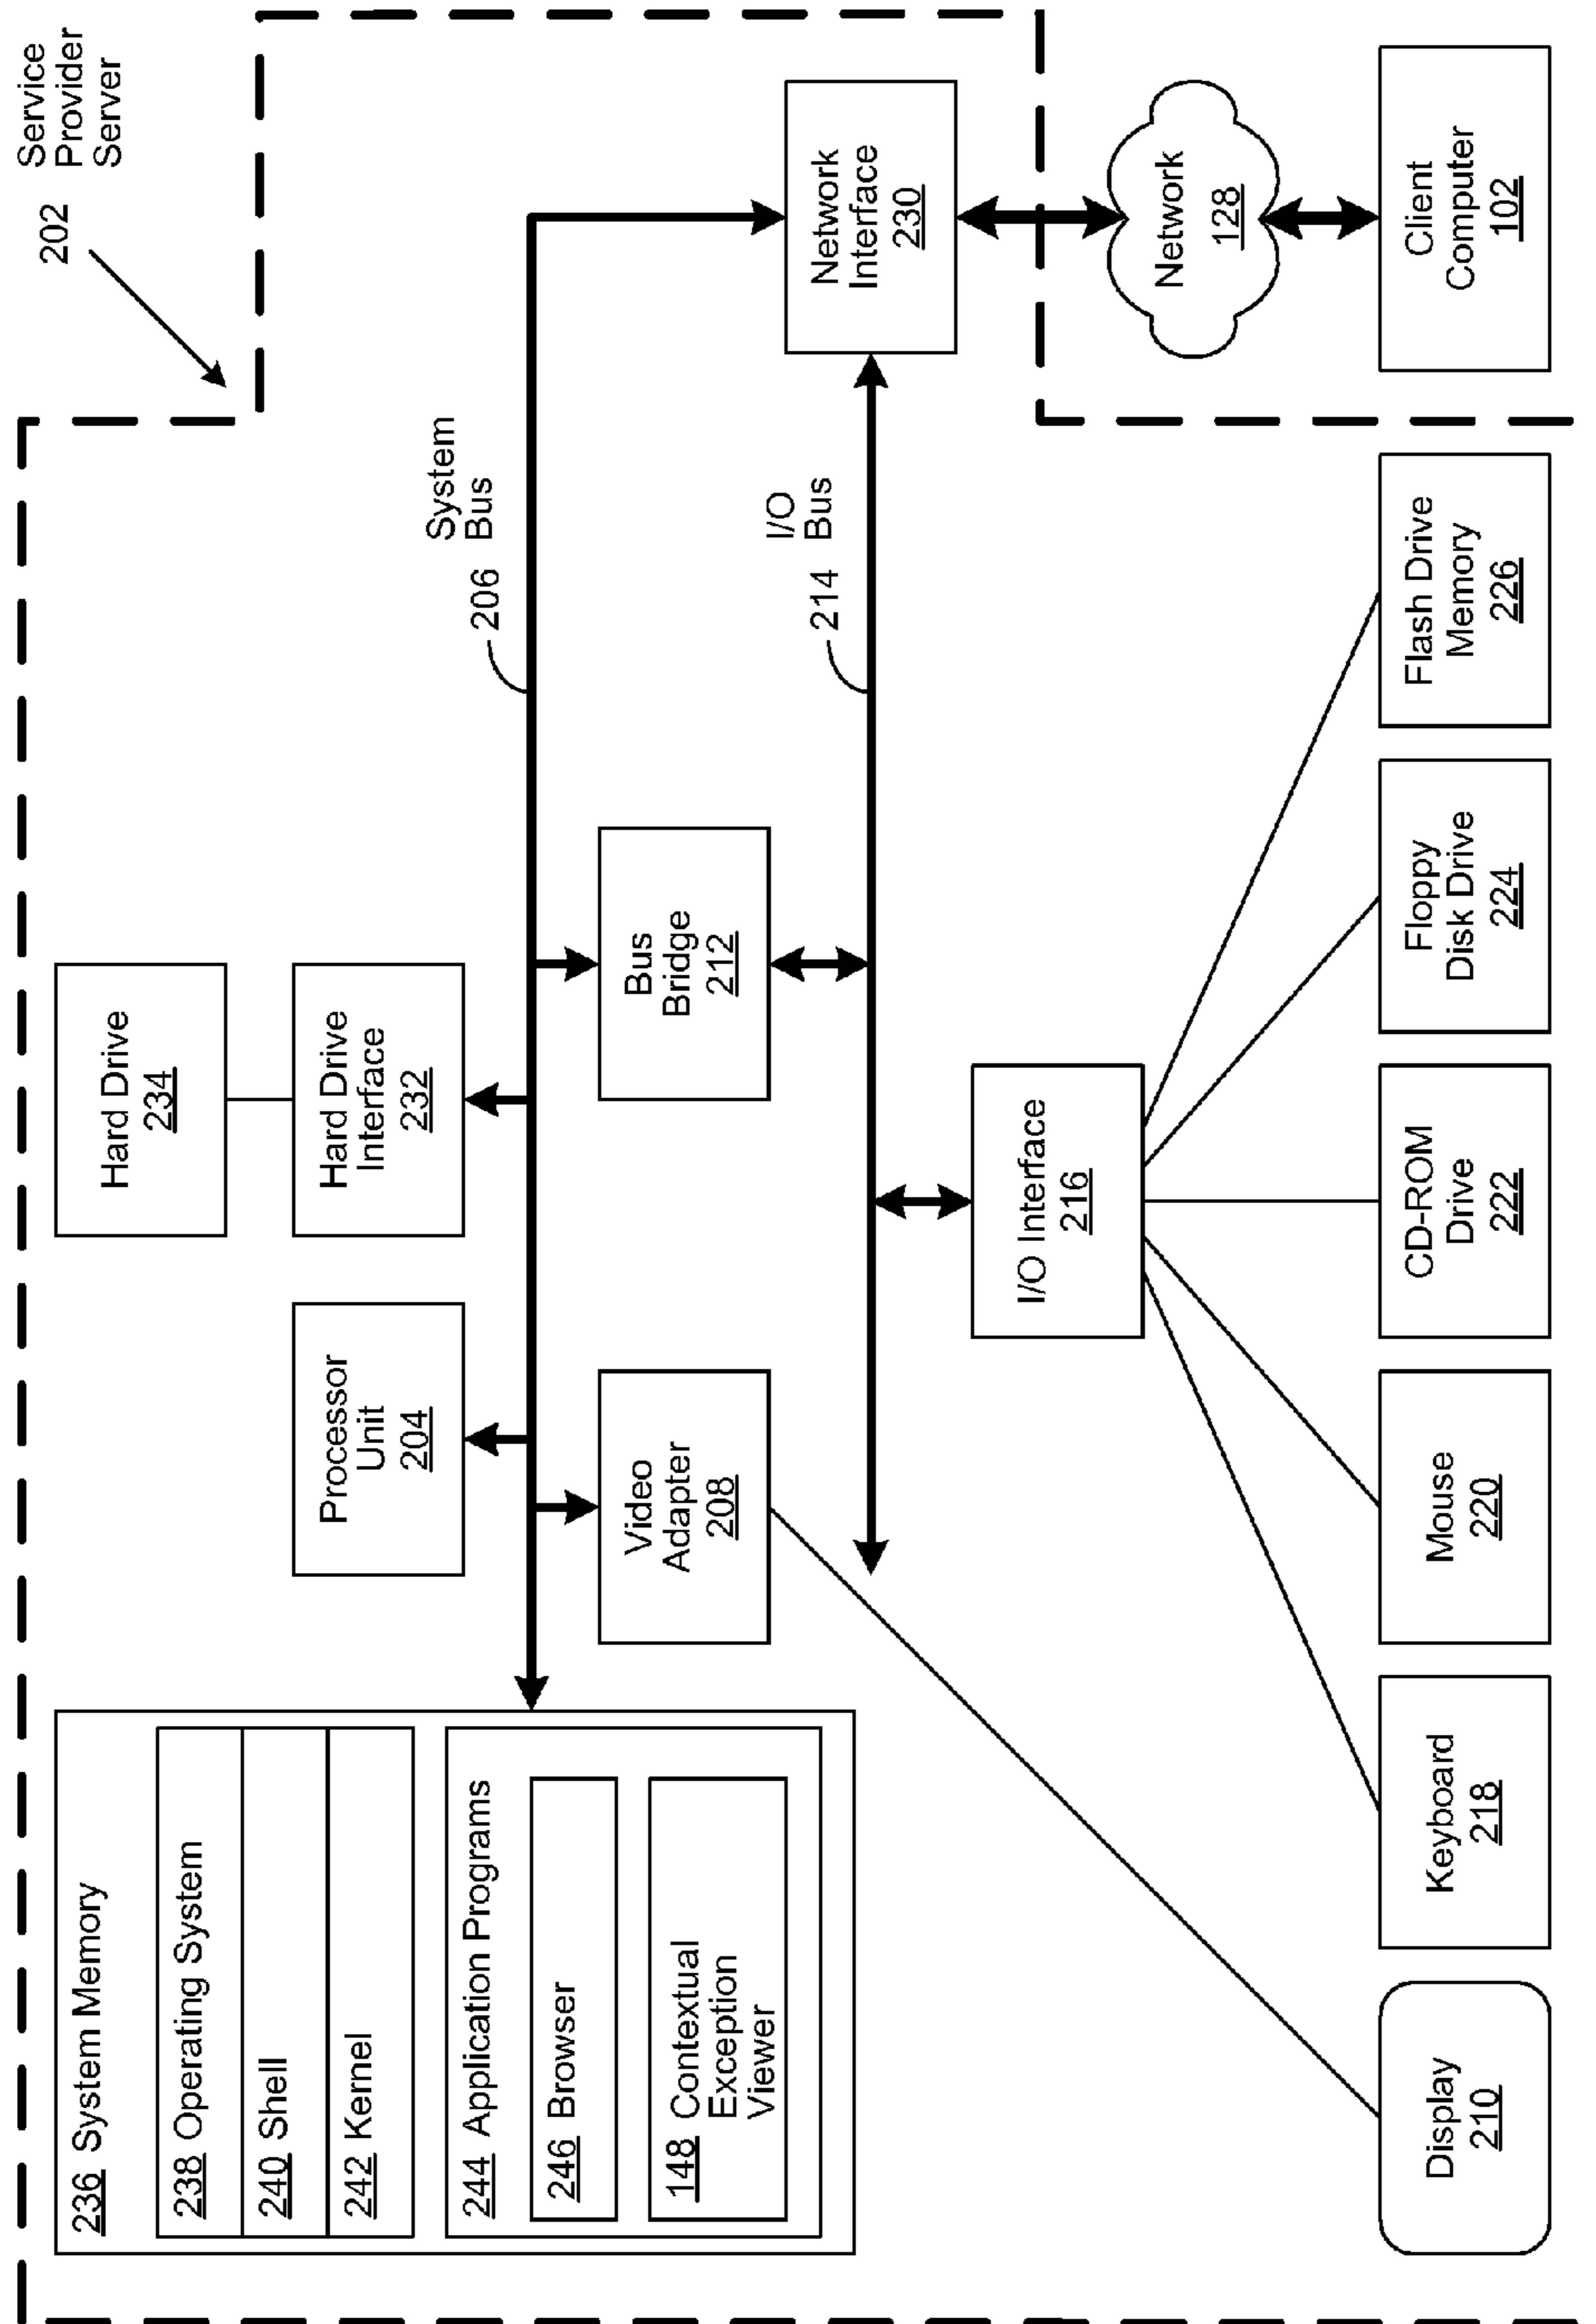 Service
Provider
Server
202
236 System Memory
238 Operating System
240 Shell
242 Kernel
244 Application Programs
246 Browser
148 Contextual
Exception
Viewer
Processor
Unit
204
Hard Drive
234
Hard Drive
Interface
232
System
206 Bus
Video
Adapter
208
Bus
Bridge
212
I/O
214 Bus
Network
Interface
230
I/O Interface
216
Network
128
Display
210
Keyboard
218
Mouse
220
CD-ROM
Drive
222
Floppy
Disk Drive
224
Flash Drive
Memory
226
Client
Computer
102